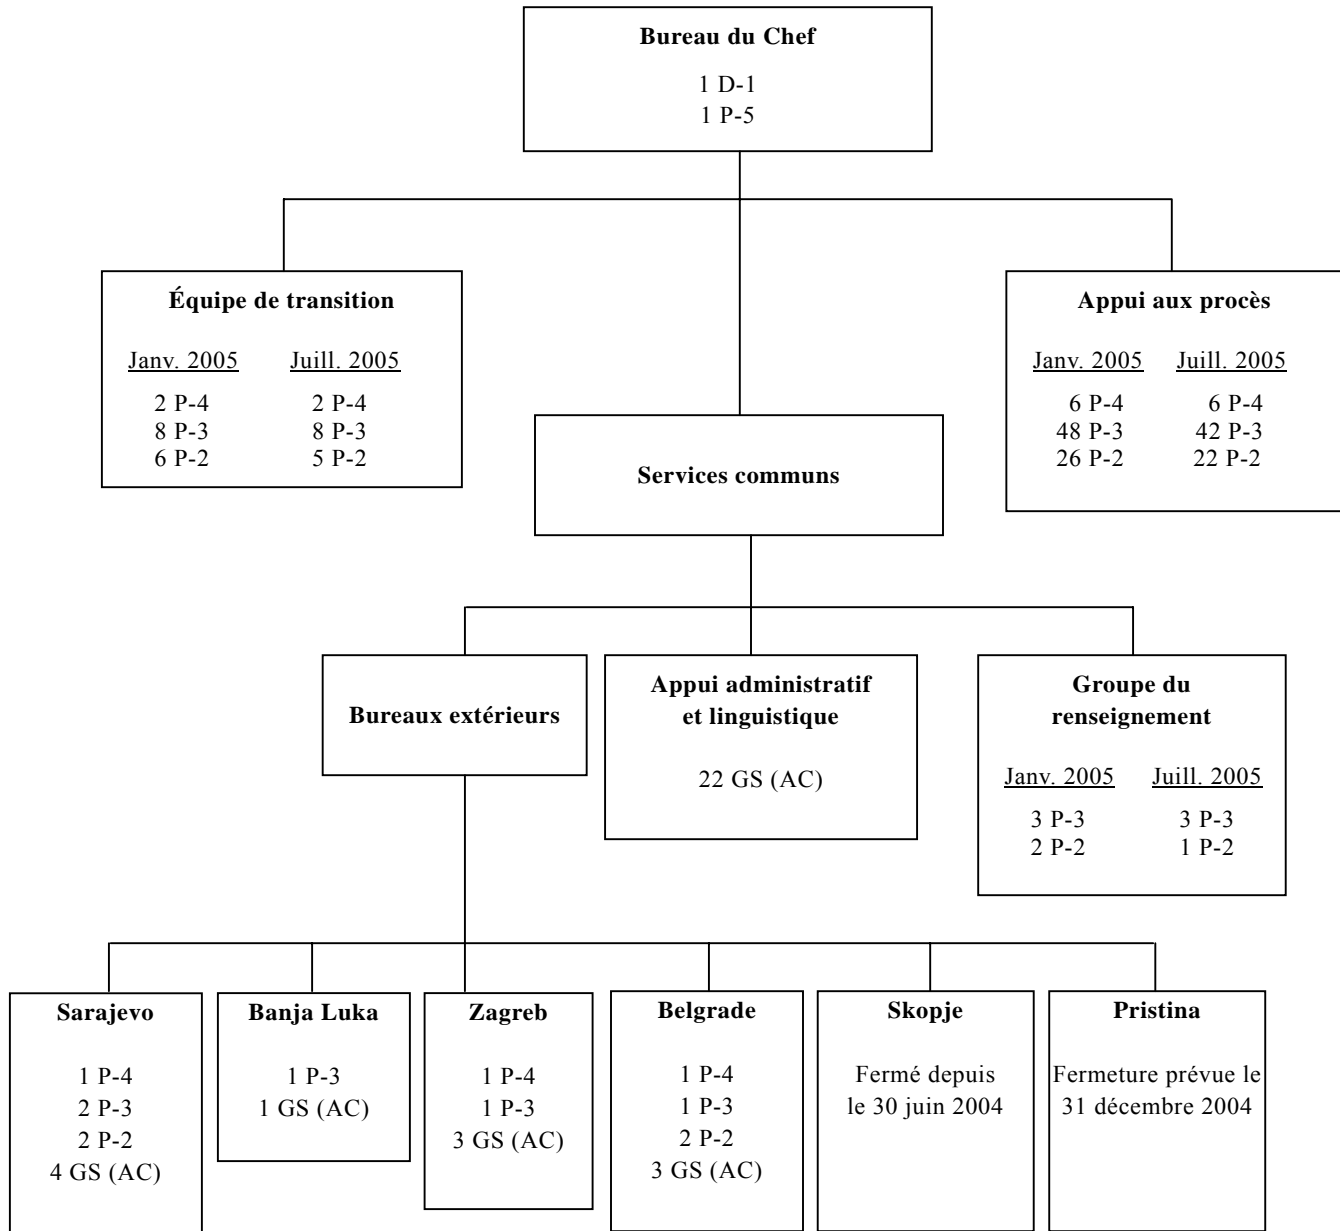 Bureau du Chef
1 D-1
1 P-5
Équipe de transition
Janv. 2005 Juill. 2005
2 P-4 2 P-4
8 P-3 8 P-3
6 P-2 5 P-2
Appui aux procès
Janv. 2005 Juill. 2005
6 P-4 6 P-4
48 P-3 42 P-3
26 P-2 22 P-2
Services communs
Bureaux extérieurs
Appui administratif
et linguistique
22 GS (AC)
Groupe du
renseignement
Janv. 2005 Juill. 2005
3 P-3 3 P-3
2 P-2 1 P-2
Sarajevo
1 P-4
2 P-3
2 P-2
4 GS (AC)
Banja Luka
1 P-3
1 GS (AC)
Zagreb
1 P-4
1 P-3
3 GS (AC)
Belgrade
1 P-4
1 P-3
2 P-2
3 GS (AC)
Skopje
Fermé depuis
le 30 juin 2004
Pristina
Fermeture prévue le
31 décembre 2004